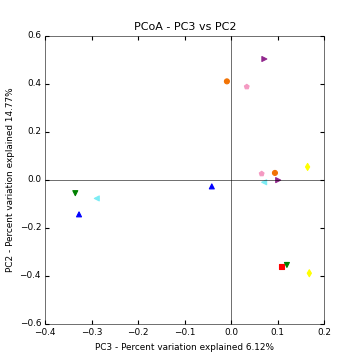 PCoA - PC3 vs PC2
0.6
0.4
0.2
0.0
−0.2
−0.4
−0.6
PC2 - Percent variation explained 14.77%
−0.4 −0.3 −0.2 −0.1 0.0 0.1 0.2
PC3 - Percent variation explained 6.12%